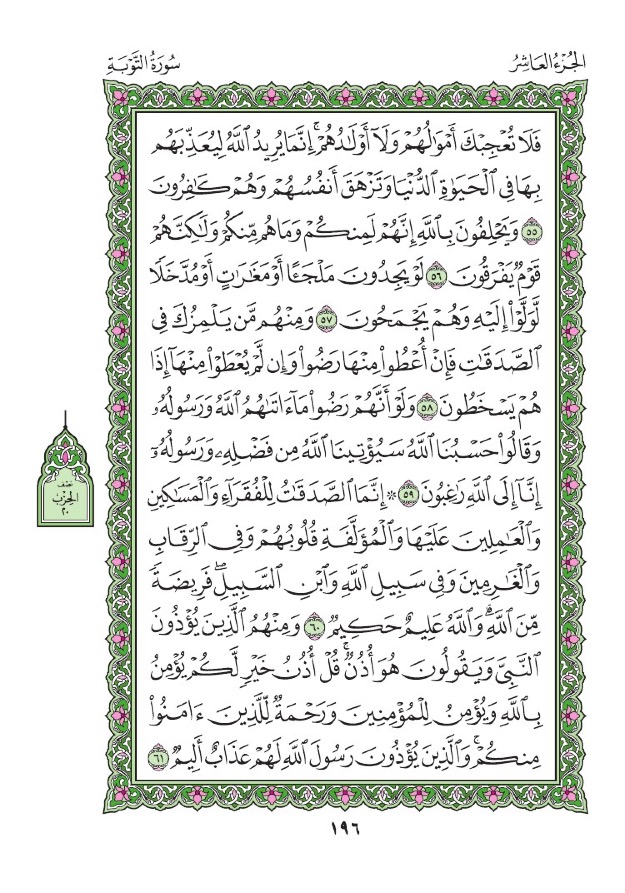 الجُزْءُ العَاشِرُ
سُورَةُ التَّوْبَةِ
فَلَا تُعْجِبْكَ أَمْوَٰلُهُمْ وَلَآ أَوْلَٰدُهُمْ ۚ إِنَّمَا يُرِيدُ ٱللَّهُ لِيُعَذِّبَهُم
بِهَا فِى ٱلْحَيَوٰةِ ٱلدُّنْيَا وَتَزْهَقَ أَنفُسُهُمْ وَهُمْ كَٰفِرُونَ
٥٥ وَيَحْلِفُونَ بِٱللَّهِ إِنَّهُمْ لَمِنكُمْ وَمَا هُم مِّنكُمْ وَلَٰكِنَّهُمْ
قَوْمٌ يَفْرَقُونَ ٥٦ لَوْ يَجِدُونَ مَلْجَـًٔا أَوْ مَغَٰرَٰتٍ أَوْ مُدَّخَلًا
لَّوَلَّوْا۟ إِلَيْهِ وَهُمْ يَجْمَحُونَ ٥٧ وَمِنْهُم مَّن يَلْمِزُكَ فِى
ٱلصَّدَقَٰتِ فَإِنْ أُعْطُوا۟ مِنْهَا رَضُوا۟ وَإِن لَّمْ يُعْطَوْا۟ مِنْهَآ إِذَا
هُمْ يَسْخَطُونَ ٥٨ وَلَوْ أَنَّهُمْ رَضُوا۟ مَآ ءَاتَىٰهُمُ ٱللَّهُ وَرَسُولُهُۥ
وَقَالُوا۟ حَسْبُنَا ٱللَّهُ سَيُؤْتِينَا ٱللَّهُ مِن فَضْلِهِۦ وَرَسُولُهُۥٓ
إِنَّآ إِلَى ٱللَّهِ رَٰغِبُونَ ٥٩ ۞ إِنَّمَا ٱلصَّدَقَٰتُ لِلْفُقَرَآءِ وَٱلْمَسَٰكِينِ
وَٱلْعَٰمِلِينَ عَلَيْهَا وَٱلْمُؤَلَّفَةِ قُلُوبُهُمْ وَفِى ٱلرِّقَابِ
وَٱلْغَٰرِمِينَ وَفِى سَبِيلِ ٱللَّهِ وَٱبْنِ ٱلسَّبِيلِ ۖ فَرِيضَةً
مِّنَ ٱللَّهِ ۗ وَٱللَّهُ عَلِيمٌ حَكِيمٌ ٦٠ وَمِنْهُمُ ٱلَّذِينَ يُؤْذُونَ
ٱلنَّبِىَّ وَيَقُولُونَ هُوَ أُذُنٌ ۚ قُلْ أُذُنُ خَيْرٍ لَّكُمْ يُؤْمِنُ
بِٱللَّهِ وَيُؤْمِنُ لِلْمُؤْمِنِينَ وَرَحْمَةٌ لِّلَّذِينَ ءَامَنُوا۟
مِنكُمْ ۚ وَٱلَّذِينَ يُؤْذُونَ رَسُولَ ٱللَّهِ لَهُمْ عَذَابٌ أَلِيمٌ ٦١
نصف
الحزب
٢٠
١٩٦